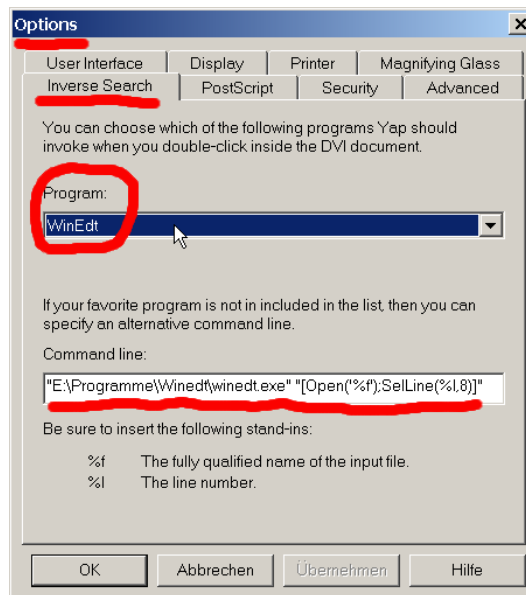 Options
User Interface Display Printer Magnifying Glass
Inverse Search PostScript Security Advanced
You can choose which of the following programs Yap should
invoke when you double-click inside the DVI document.
Program:
WinEdt
If your favorite program is not in included in the list, then you can
specify an alternative command line.
Command line:
"E:\Programme\Winedt\winedt.exe" "[Open('%f');SelLine(%l,8)]"
Be sure to insert the following stand-ins:
%f The fully qualified name of the input file.
%l The line number.
OK Abbrechen Übernehmen Hilfe